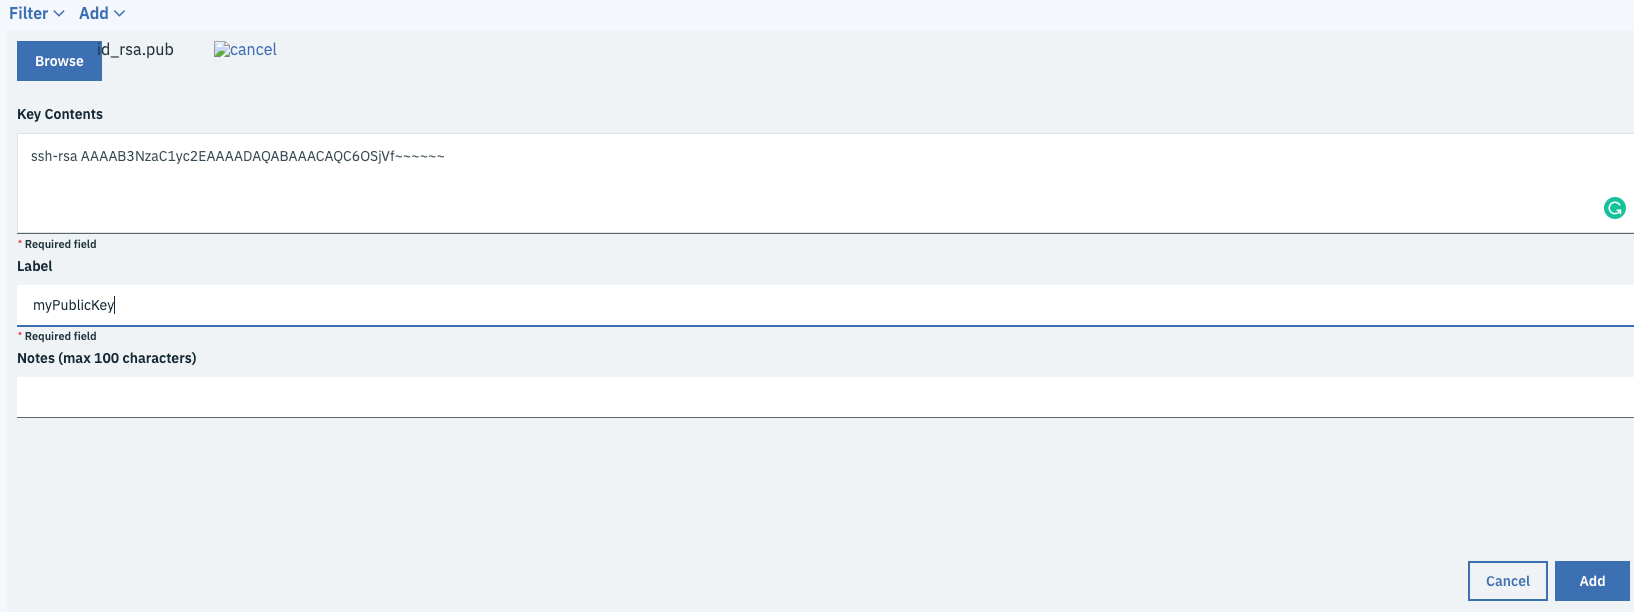 Filter Add
Browse id_rsa.pub cancel
Key Contents
ssh-rsa AAAAB3NzaC1yc2EAAAADAQABAAACAQC6OSjVf~~~~~~
* Required field
Label
myPublicKey
* Required field
Notes (max 100 characters)
Cancel Add